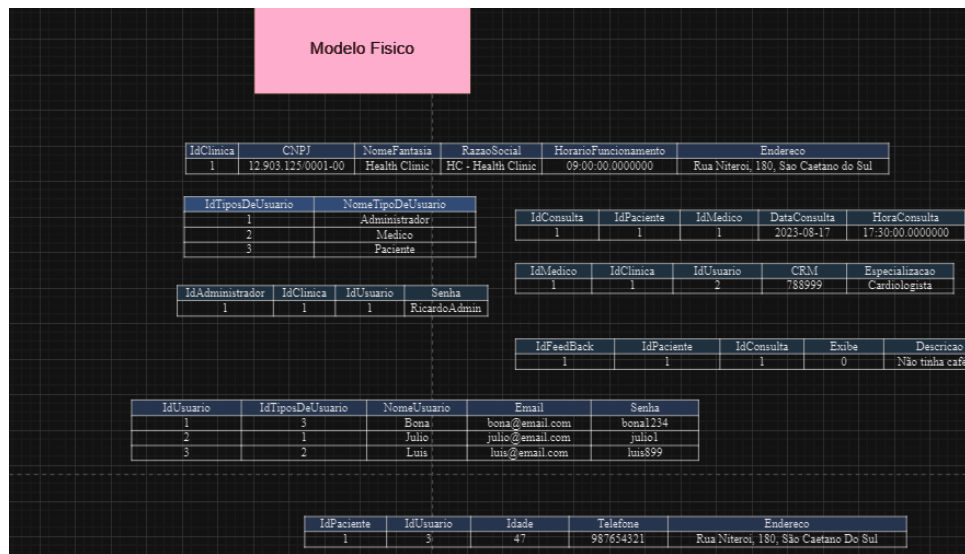 Modelo Fisico
IdClinica CNPJ NomeFantasia RazaoSocial HorarioFuncionamento Endereco
1 12.903.125/0001-00 Health Clinic HC - Health Clinic 09:00:00.0000000 Rua Niteroi, 180, Sao Caetano do Sul
IdTiposDeUsuario NomeTipoDeUsuario
1 Administrador
2 Medico
3 Paciente
IdConsulta IdPaciente IdMedico DataConsulta HoraConsulta
1 1 1 2023-08-17 17:30:00.0000000
IdMedico IdClinica IdUsuario CRM Especializacao
1 1 2 788999 Cardiologista
IdAdministrador IdClinica IdUsuario Senha
1 1 1 RicardoAdmin
IdFeedBack IdPaciente IdConsulta Exibe Descricao
1 1 1 0 Não tinha café
IdUsuario IdTiposDeUsuario NomeUsuario Email Senha
1 3 Bona bona@email.com bona1234
2 1 Julio julio@email.com julio1
3 2 Luis luis@email.com luis899
IdPaciente IdUsuario Idade Telefone Endereco
1 3 47 987654321 Rua Niteroi, 180, São Caetano Do Sul